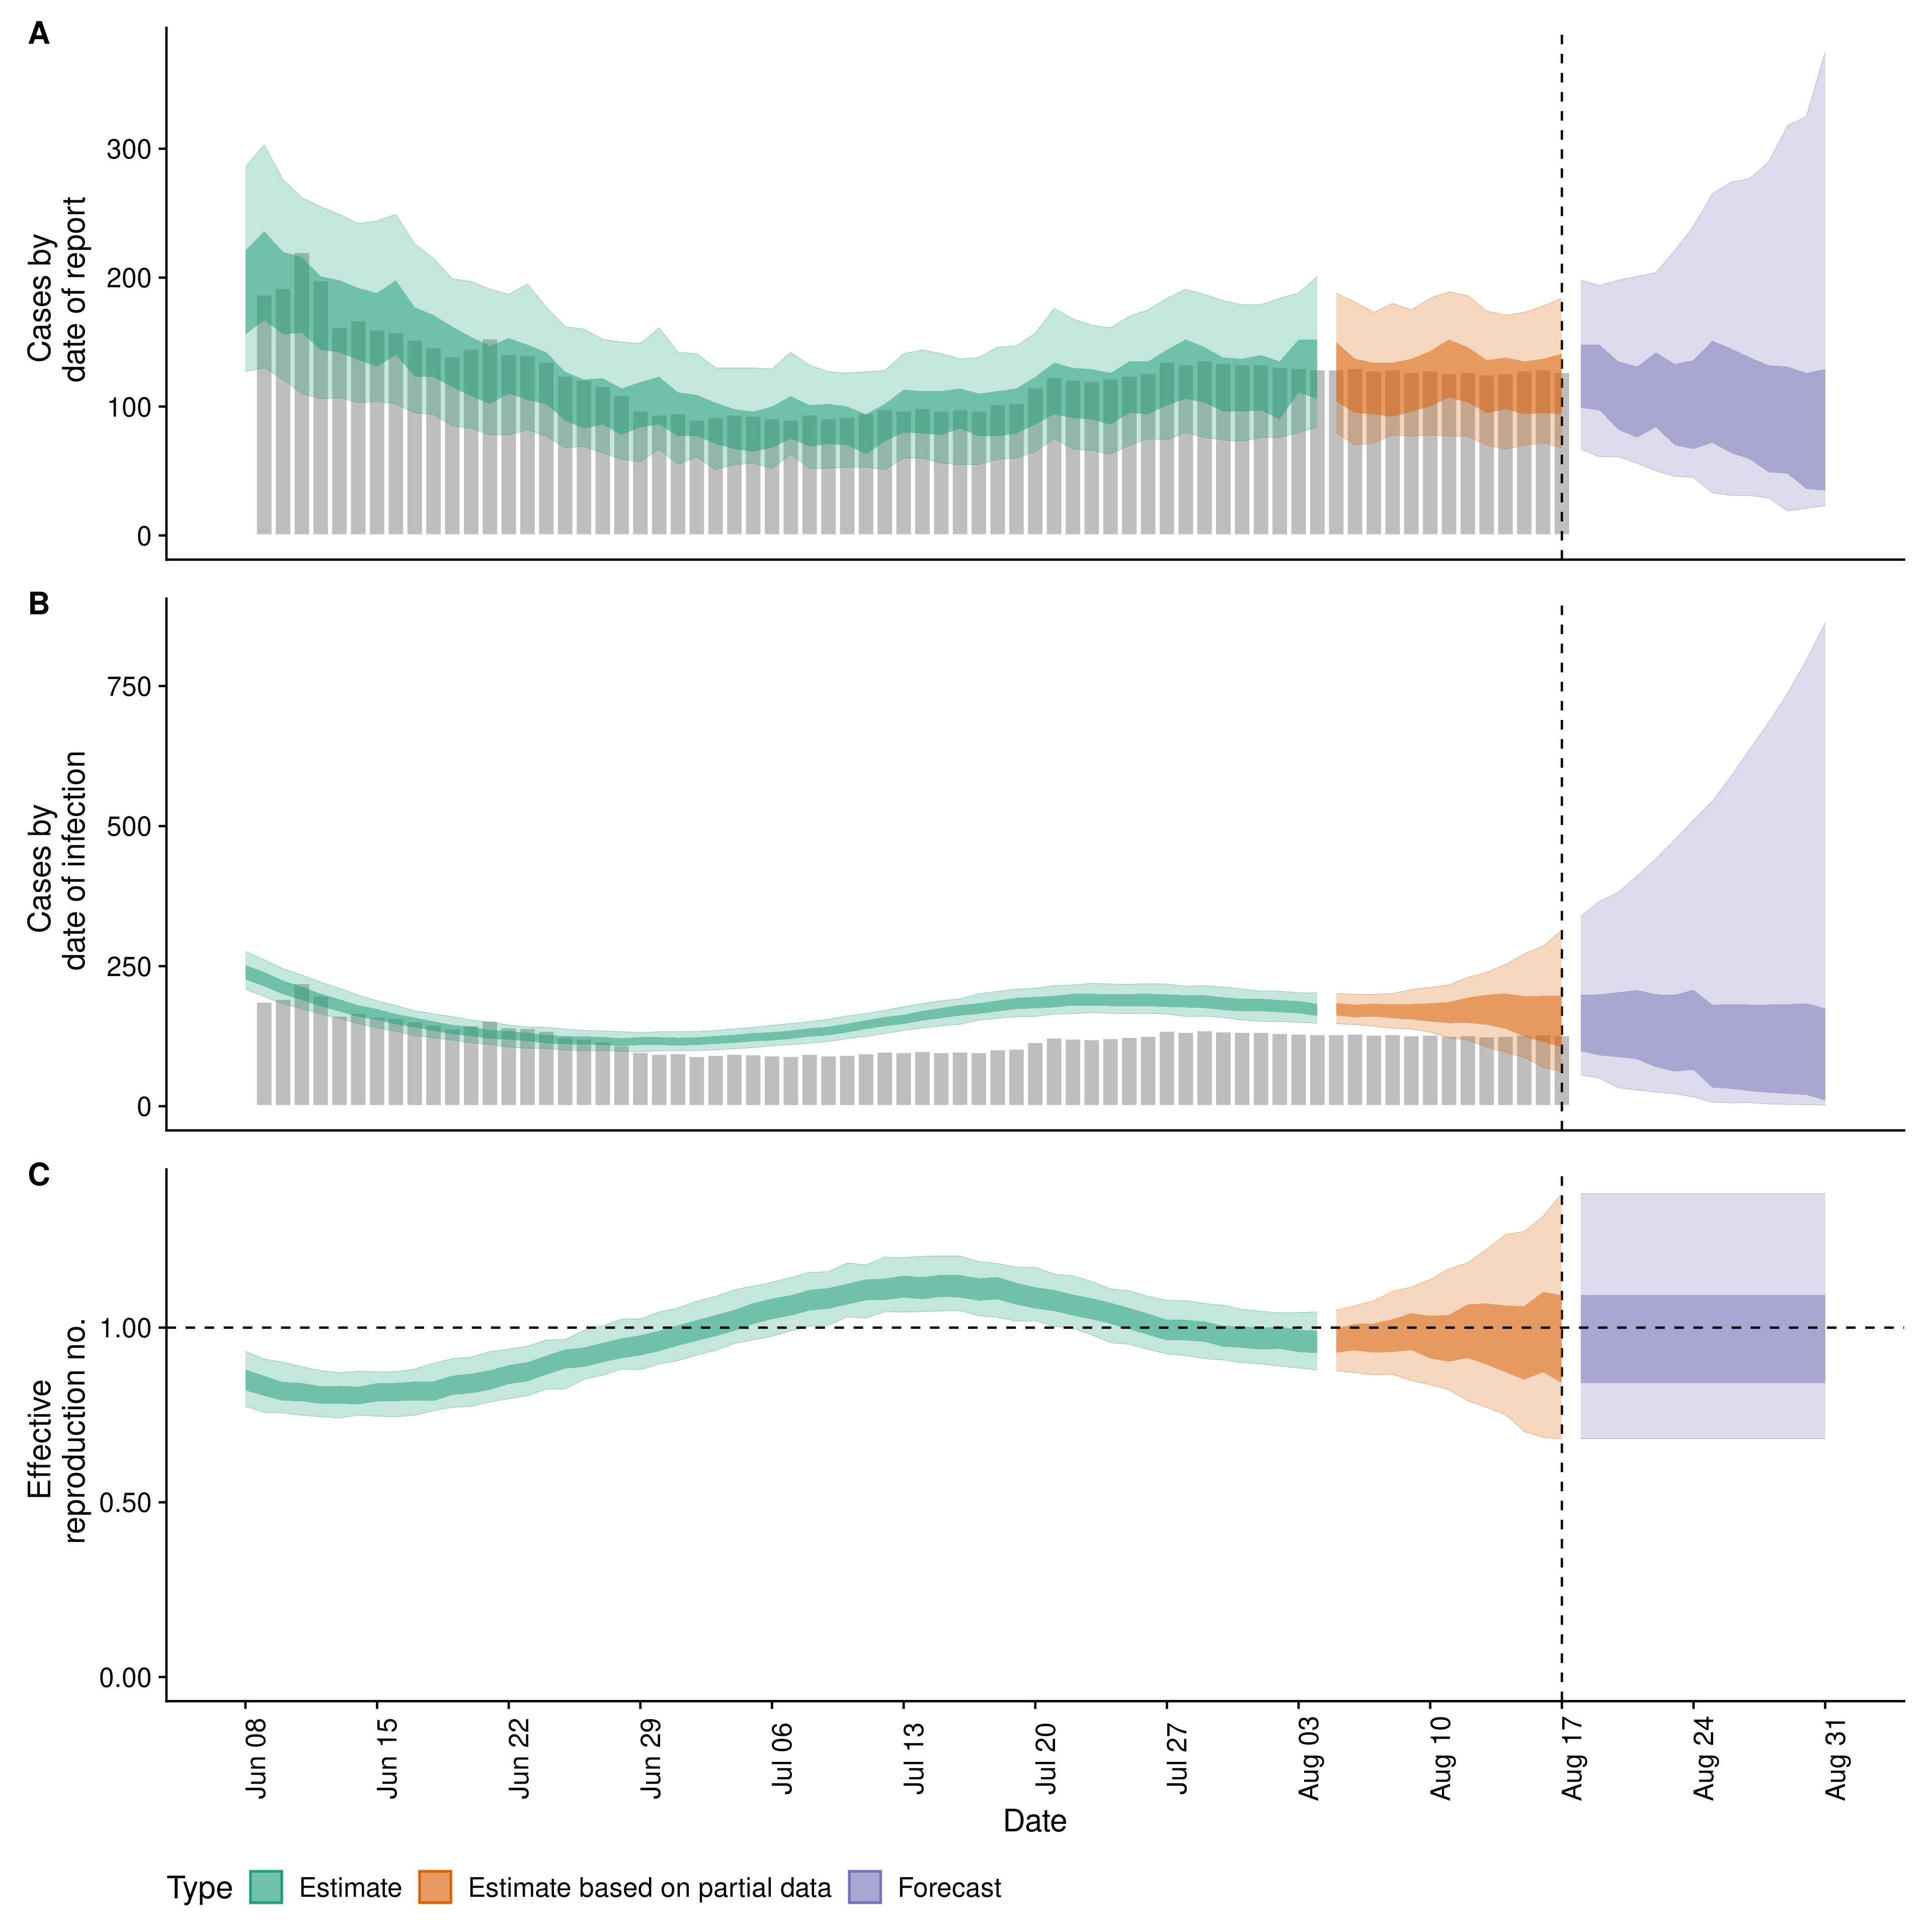 A
Cases by
date of report
300
200
100
0
B
Cases by
date of infection
750
500
250
0
C
Effective
reproduction no.
1.00
0.50
0.00
Jun 08
Jun 15
Jun 22
Jun 29
Jul 06
Jul 13
Jul 20
Jul 27
Aug 03
Aug 10
Aug 17
Aug 24
Aug 31
Date
Type
Estimate
Estimate based on partial data
Forecast